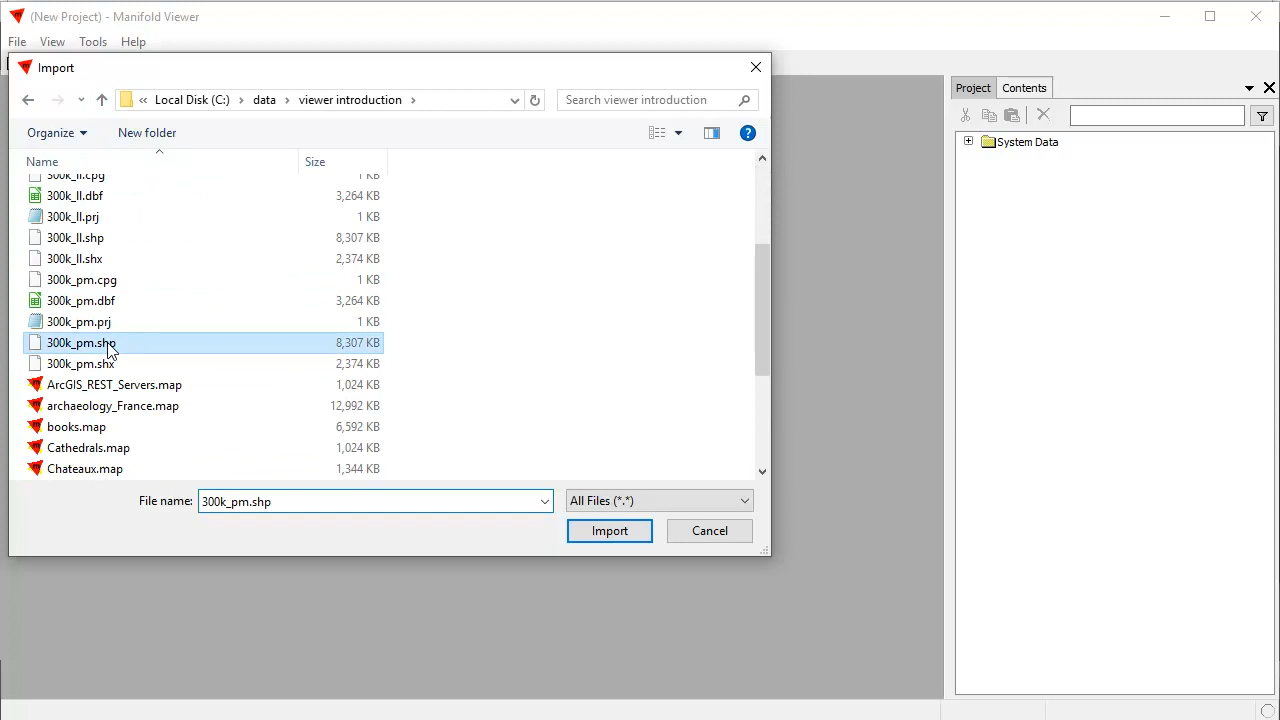 (New Project) - Manifold Viewer
File View Tools Help
Import
« Local Disk (C:) › data › viewer introduction ›
Search viewer introduction
Organize New folder
Name Size
300k_ll.cpg 1 KB
300k_ll.dbf 3,264 KB
300k_ll.prj 1 KB
300k_ll.shp 8,307 KB
300k_ll.shx 2,374 KB
300k_pm.cpg 1 KB
300k_pm.dbf 3,264 KB
300k_pm.prj 1 KB
300k_pm.shp 8,307 KB
300k_pm.shx 2,374 KB
ArcGIS_REST_Servers.map 1,024 KB
archaeology_France.map 12,992 KB
books.map 6,592 KB
Cathedrals.map 1,024 KB
Chateaux.map 1,344 KB
File name: 300k_pm.shp All Files (*.*)
Import Cancel
Project Contents
System Data